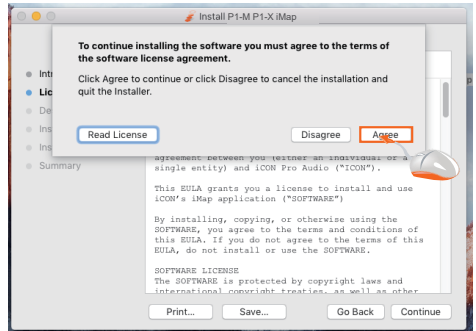 Install P1-M P1-X iMap
To continue installing the software you must agree to the terms of
the software license agreement.
Click Agree to continue or click Disagree to cancel the installation and
quit the Installer.
Read License
Disagree
Agree
Summary
agreement between you (either an individual or a
single entity) and iCON Pro Audio ("ICON").
This EULA grants you a license to install and use
iCON's iMap application ("SOFTWARE")
By installing, copying, or otherwise using the
SOFTWARE, you agree to the terms and conditions of
this EULA. If you do not agree to the terms of this
EULA, do not install or use the SOFTWARE.
SOFTWARE LICENSE
The SOFTWARE is protected by copyright laws and
international copyright treaties, as well as other
Print...
Save...
Go Back
Continue